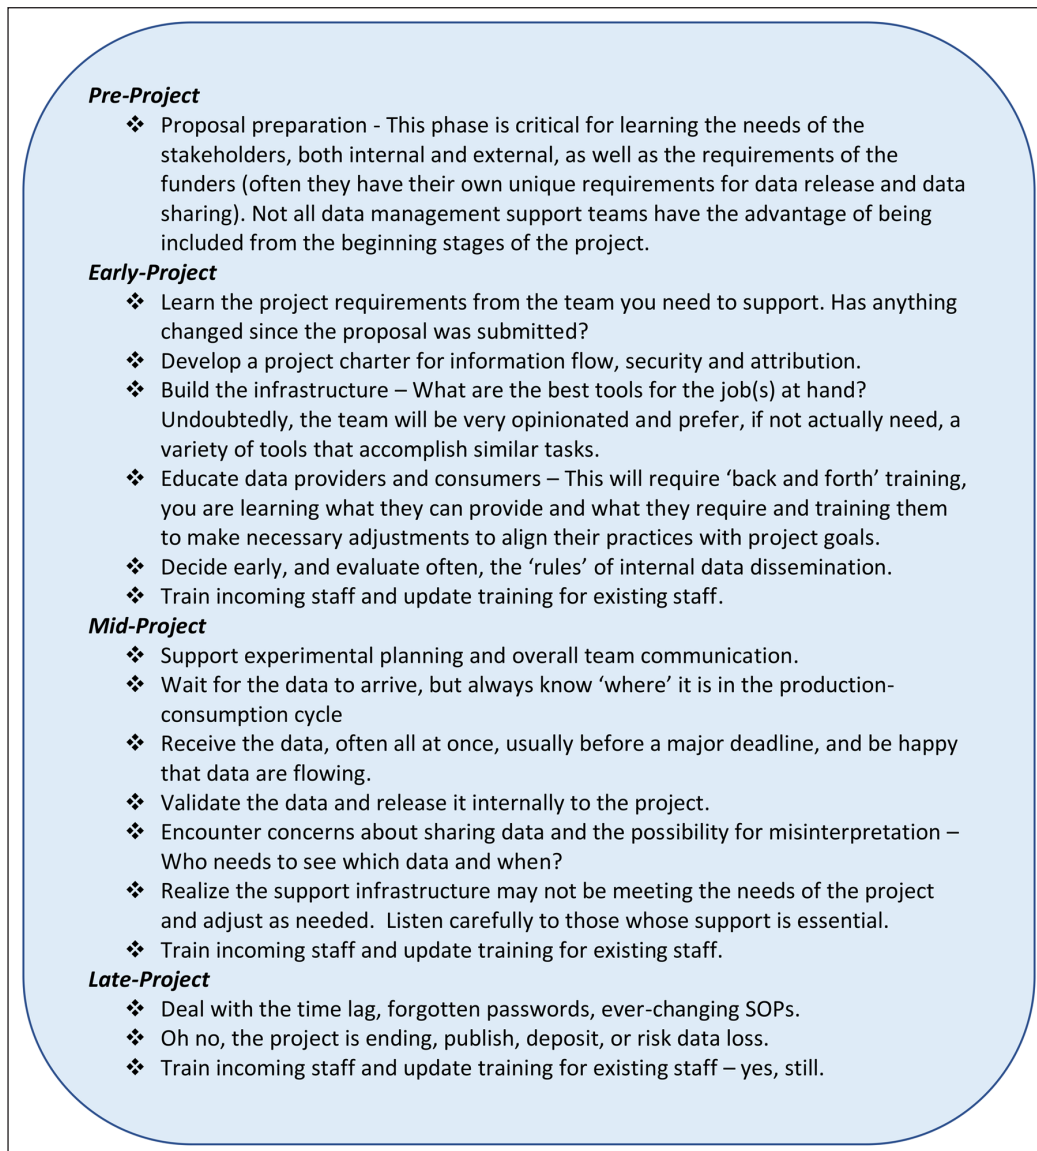 Pre-Project
❖ Proposal preparation - This phase is critical for learning the needs of the
stakeholders, both internal and external, as well as the requirements of the
funders (often they have their own unique requirements for data release and data
sharing). Not all data management support teams have the advantage of being
included from the beginning stages of the project.
Early-Project
❖ Learn the project requirements from the team you need to support. Has anything
changed since the proposal was submitted?
❖ Develop a project charter for information flow, security and attribution.
❖ Build the infrastructure – What are the best tools for the job(s) at hand?
Undoubtedly, the team will be very opinionated and prefer, if not actually need, a
variety of tools that accomplish similar tasks.
❖ Educate data providers and consumers – This will require ‘back and forth’ training,
you are learning what they can provide and what they require and training them
to make necessary adjustments to align their practices with project goals.
❖ Decide early, and evaluate often, the ‘rules’ of internal data dissemination.
❖ Train incoming staff and update training for existing staff.
Mid-Project
❖ Support experimental planning and overall team communication.
❖ Wait for the data to arrive, but always know ‘where’ it is in the production-
consumption cycle
❖ Receive the data, often all at once, usually before a major deadline, and be happy
that data are flowing.
❖ Validate the data and release it internally to the project.
❖ Encounter concerns about sharing data and the possibility for misinterpretation –
Who needs to see which data and when?
❖ Realize the support infrastructure may not be meeting the needs of the project
and adjust as needed.  Listen carefully to those whose support is essential.
❖ Train incoming staff and update training for existing staff.
Late-Project
❖ Deal with the time lag, forgotten passwords, ever-changing SOPs.
❖ Oh no, the project is ending, publish, deposit, or risk data loss.
❖ Train incoming staff and update training for existing staff – yes, still.